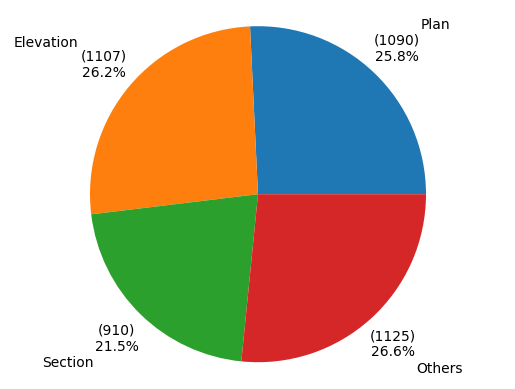 Plan
(1090)
25.8%
Elevation
(1107)
26.2%
(910)
21.5%
Section
(1125)
26.6%
Others